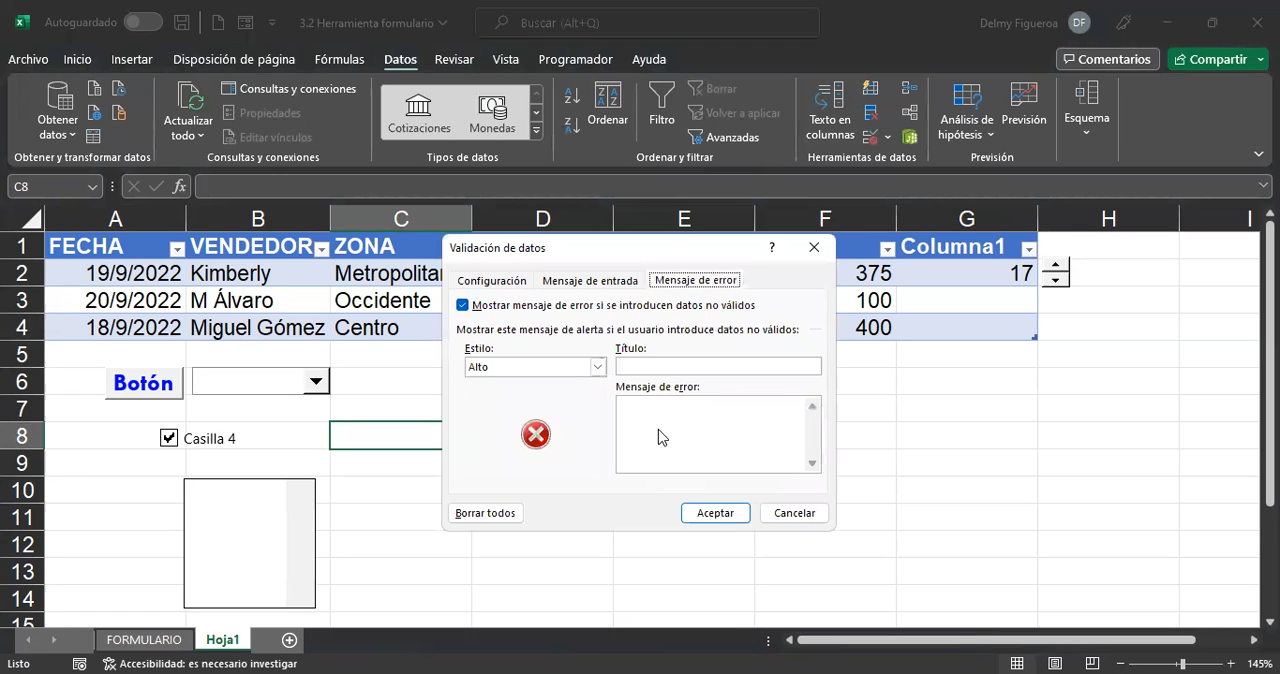 Autoguardado
3.2 Herramienta formulario
Buscar (Alt+Q)
Delmy Figueroa
DF
Archivo Inicio Insertar Disposición de página Fórmulas Datos Revisar Vista Programador Ayuda
Comentarios
Compartir
Obtener
datos
Actualizar
todo
Consultas y conexiones
Propiedades
Editar vínculos
Cotizaciones
Monedas
Ordenar
Filtro
Borrar
Volver a aplicar
Avanzadas
Texto en
columnas
Análisis de
hipótesis
Previsión
Esquema
Obtener y transformar datos
Consultas y conexiones
Tipos de datos
Ordenar y filtrar
Herramientas de datos
Previsión
C8
fx
A B C D E F G H I
1 FECHA VENDEDOR ZONA Columna1
2 19/9/2022 Kimberly Metropolitar 375 17
3 20/9/2022 M Álvaro Occidente 100
4 18/9/2022 Miguel Gómez Centro 400
5
6 Botón
7
8 Casilla 4
9
10
11
12
13
14
15
Validación de datos
?
Configuración Mensaje de entrada Mensaje de error
Mostrar mensaje de error si se introducen datos no válidos
Mostrar este mensaje de alerta si el usuario introduce datos no válidos:
Estilo:
Título:
Alto
Mensaje de error:
Borrar todos
Aceptar
Cancelar
FORMULARIO
Hoja1
Listo
Accesibilidad: es necesario investigar
145%